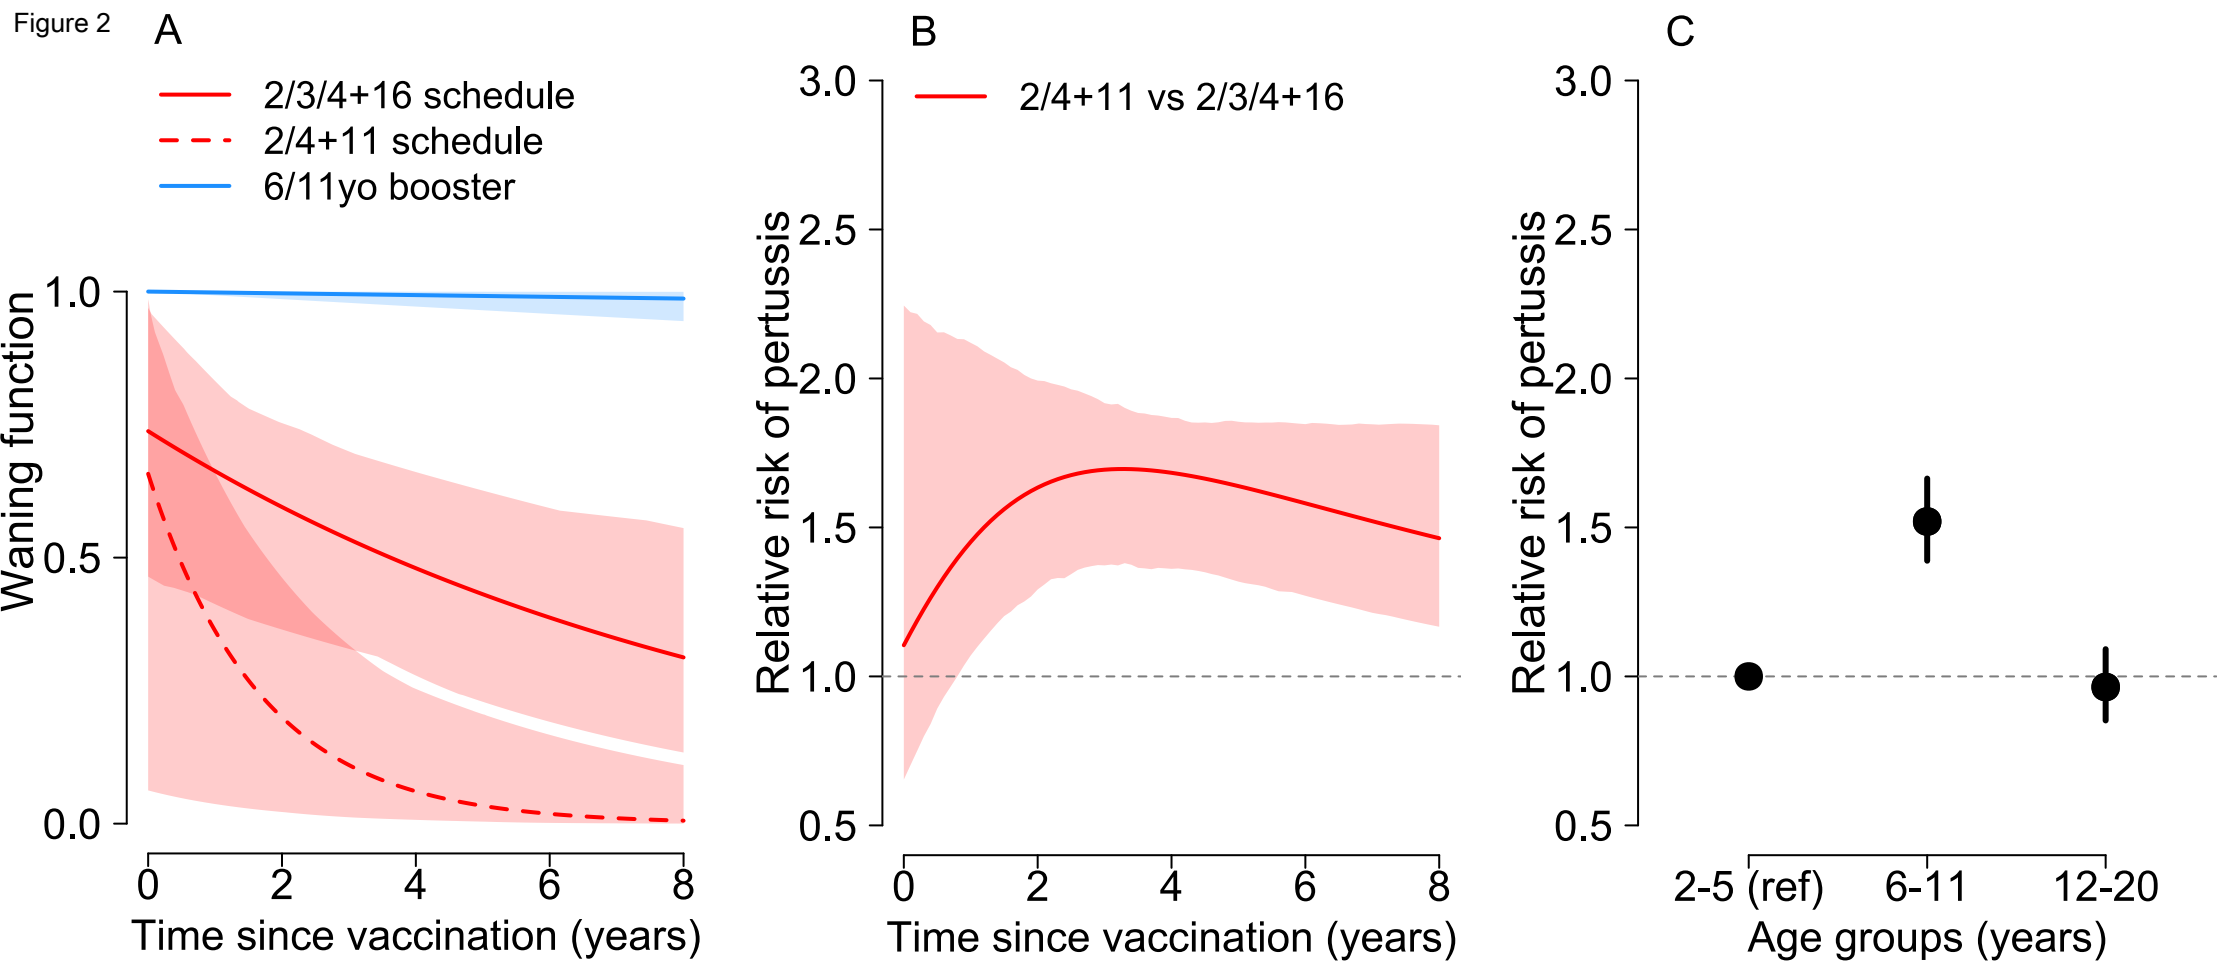 Figure 2
A
2/3/4+16 schedule
2/4+11 schedule
6/11yo booster
Waning function
1.0
0.5
0.0
0 2 4 6 8
Time since vaccination (years)
B
2/4+11 vs 2/3/4+16
Relative risk of pertussis
3.0
2.5
2.0
1.5
1.0
0.5
0 2 4 6 8
Time since vaccination (years)
C
Relative risk of pertussis
3.0
2.5
2.0
1.5
1.0
0.5
2-5 (ref) 6-11 12-20
Age groups (years)